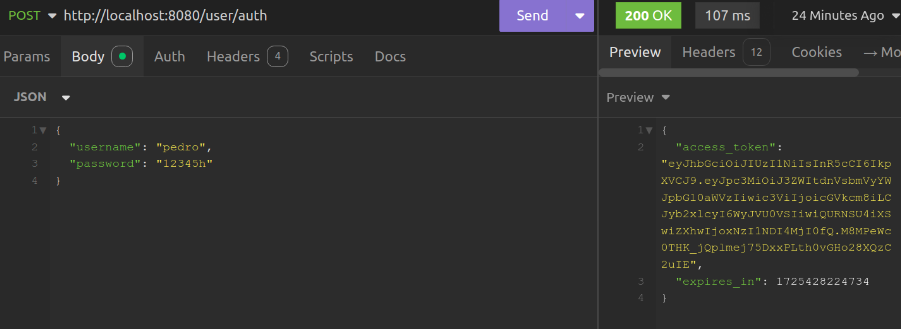 POST http://localhost:8080/user/auth Send
200 OK 107 ms 24 Minutes Ago
Params Body Auth Headers 4 Scripts Docs
Preview Headers 12 Cookies → Mo
JSON
Preview
1 {
2 "username": "pedro",
3 "password": "12345h"
4 }
1 {
2 "access_token":
"eyJhbGciOiJIUzI1NiIsInR5cCI6Ikp
XVCJ9.eyJpc3MiOiJ3ZWItdnVsbmVyYW
JpbGl0aWVzIiwic3ViIjoicGVkcm8iLC
Jyb2xlcyI6WyJVU0VSIiwiQURNSU4iXS
wiZXhwIjoxNzI1NDI4MjI0fQ.M8MPeWc
0THK_jQplmej75DxxPLth0vGHo28XQzC
2uIE",
3 "expires_in": 1725428224734
4 }